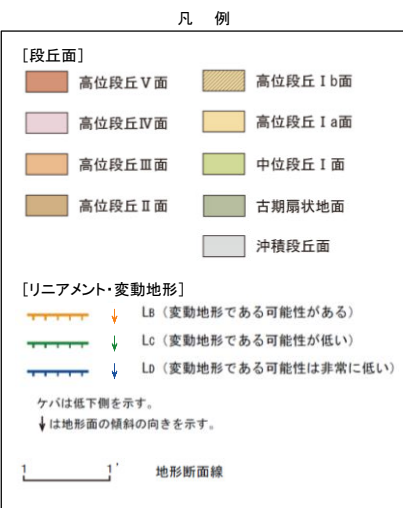 凡 例
[段丘面]
高位段丘Ⅴ面
高位段丘Ⅳ面
高位段丘Ⅲ面
高位段丘Ⅱ面
高位段丘Ⅰb面
高位段丘Ⅰa面
中位段丘Ⅰ面
古期扇状地面
沖積段丘面
[リニアメント・変動地形]
LB（変動地形である可能性がある）
LC（変動地形である可能性が低い）
LD（変動地形である可能性は非常に低い）
ケバは低下側を示す。
↓は地形面の傾斜の向きを示す。
1 1' 地形断面線